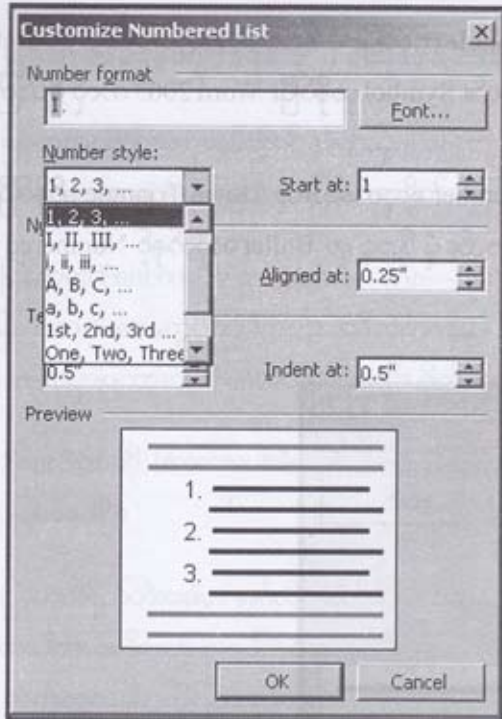 Customize Numbered List
Number format
1.
Font...
Number style:
1, 2, 3,
Start at: 1
1, 2, 3, ...
I, II, III, ...
i, ii, iii, ...
A, B, C, ...
a, b, c, ...
1st, 2nd, 3rd ...
One, Two, Three
Nu
Aligned at: 0.25"
Te
0.5"
Indent at: 0.5"
Preview
1.
2.
3.
OK Cancel